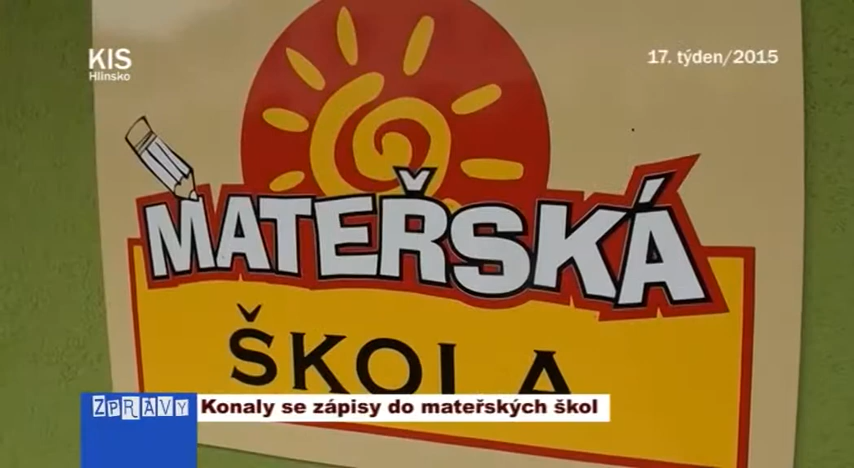 KIS
Hlinsko
17. týden/2015
MATEŘSKÁ
ŠKOLA
ZPRÁVY
Konaly se zápisy do mateřských škol